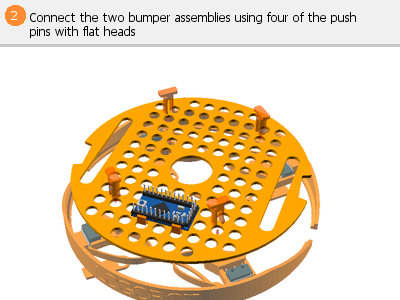 2
Connect the two bumper assemblies using four of the push
pins with flat heads